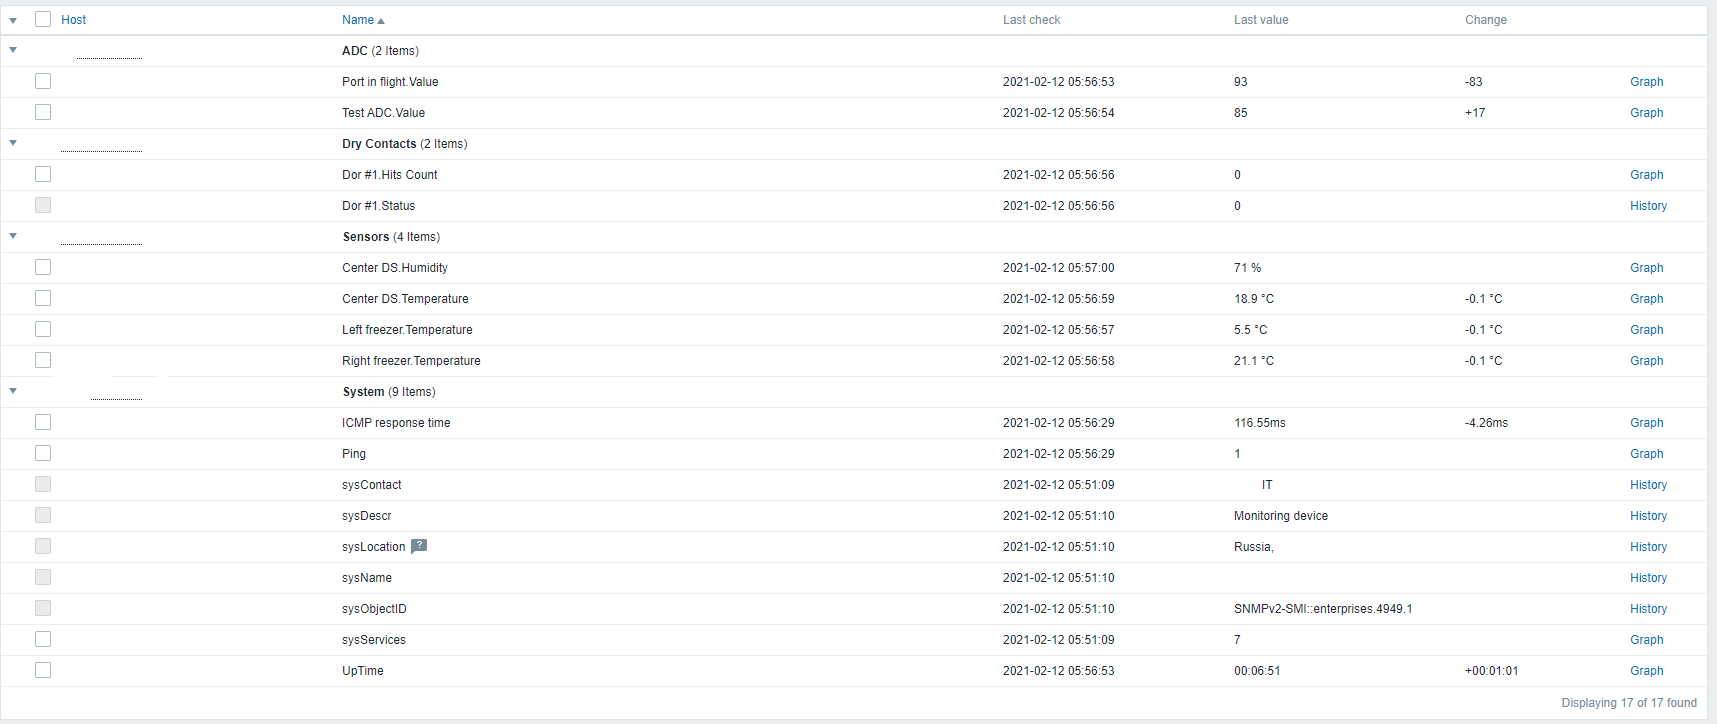 Host Name Last check Last value Change
ADC (2 Items)
Port in flight.Value 2021-02-12 05:56:53 93 -83 Graph
Test ADC.Value 2021-02-12 05:56:54 85 +17 Graph
Dry Contacts (2 Items)
Dor #1.Hits Count 2021-02-12 05:56:56 0 Graph
Dor #1.Status 2021-02-12 05:56:56 0 History
Sensors (4 Items)
Center DS.Humidity 2021-02-12 05:57:00 71 % Graph
Center DS.Temperature 2021-02-12 05:56:59 18.9 °C -0.1 °C Graph
Left freezer.Temperature 2021-02-12 05:56:57 5.5 °C -0.1 °C Graph
Right freezer.Temperature 2021-02-12 05:56:58 21.1 °C -0.1 °C Graph
System (9 Items)
ICMP response time 2021-02-12 05:56:29 116.55ms -4.26ms Graph
Ping 2021-02-12 05:56:29 1 Graph
sysContact 2021-02-12 05:51:09 IT History
sysDescr 2021-02-12 05:51:10 Monitoring device History
sysLocation ? 2021-02-12 05:51:10 Russia, History
sysName 2021-02-12 05:51:10 History
sysObjectID 2021-02-12 05:51:10 SNMPv2-SMI::enterprises.4949.1 History
sysServices 2021-02-12 05:51:09 7 Graph
UpTime 2021-02-12 05:56:53 00:06:51 +00:01:01 Graph
Displaying 17 of 17 found